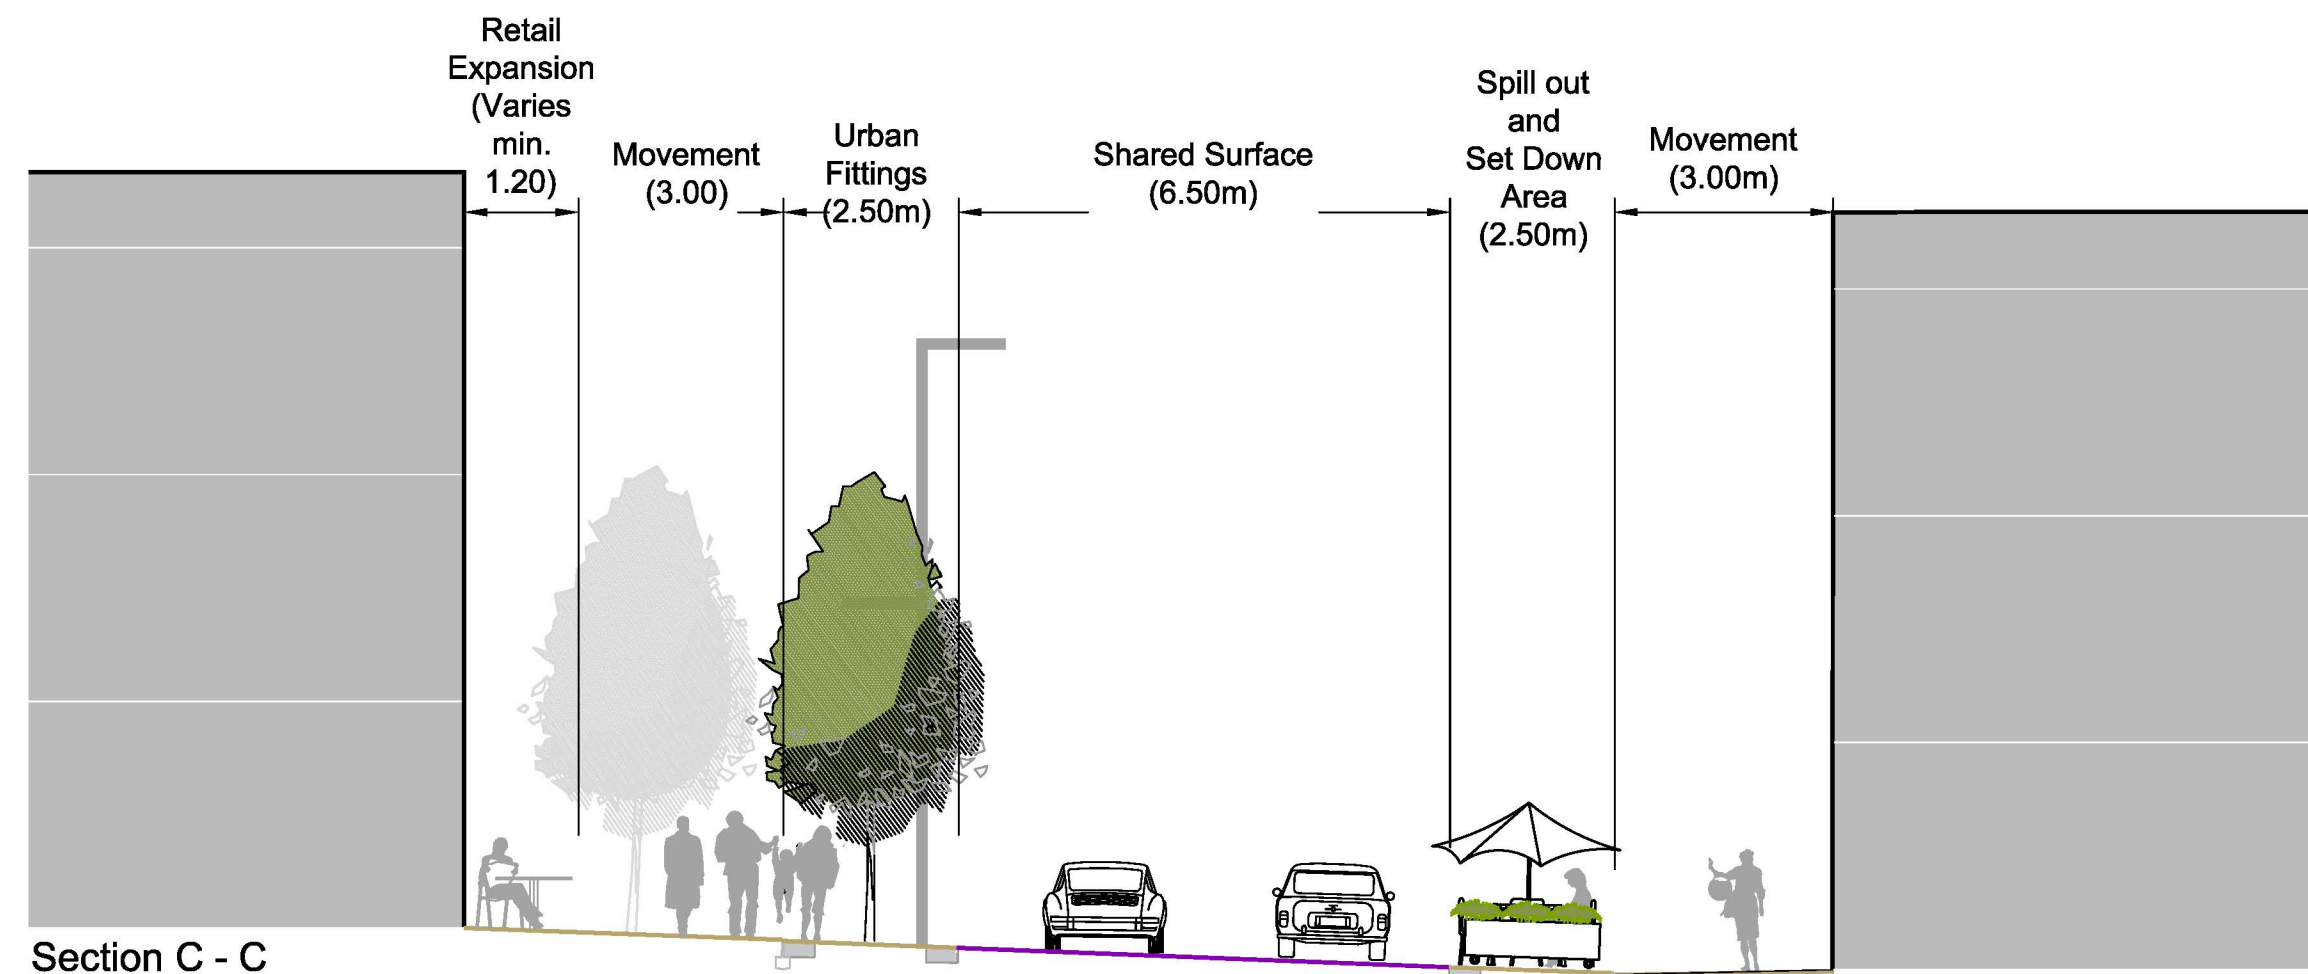 Retail
Expansion
(Varies
min.
1.20)
Movement
(3.00)
Urban
Fittings
(2.50m)
Shared Surface
(6.50m)
Spill out
and
Set Down
Area
(2.50m)
Movement
(3.00m)
Section C - C